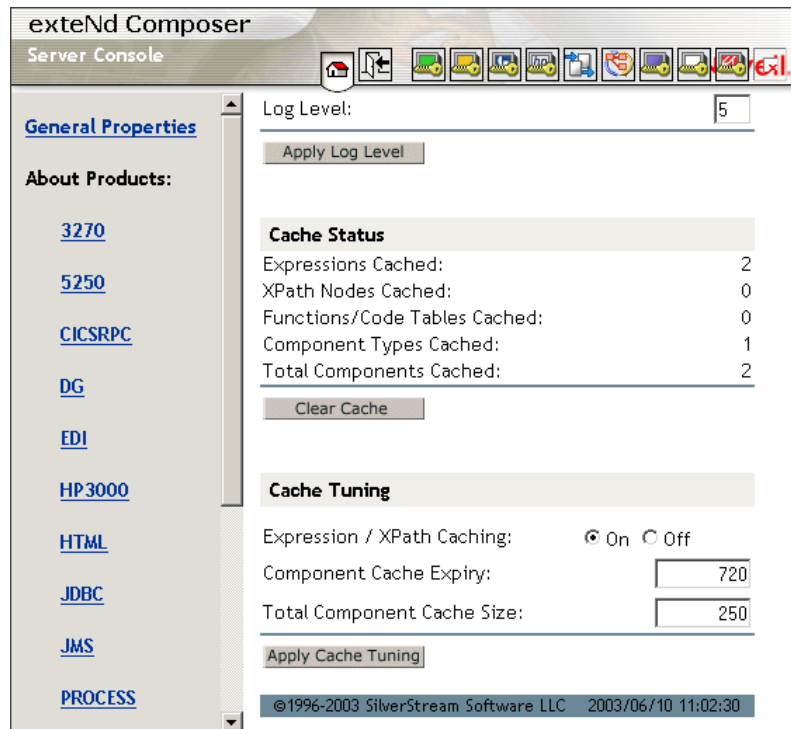 exteNd Composer
Server Console
General Properties
About Products:
3270
5250
CICSRPC
DG
EDI
HP3000
HTML
JDBC
JMS
PROCESS
Log Level: 5
Apply Log Level
Cache Status
Expressions Cached: 2
XPath Nodes Cached: 0
Functions/Code Tables Cached: 0
Component Types Cached: 1
Total Components Cached: 2
Clear Cache
Cache Tuning
Expression / XPath Caching: On Off
Component Cache Expiry: 720
Total Component Cache Size: 250
Apply Cache Tuning
©1996-2003 SilverStream Software LLC 2003/06/10 11:02:30